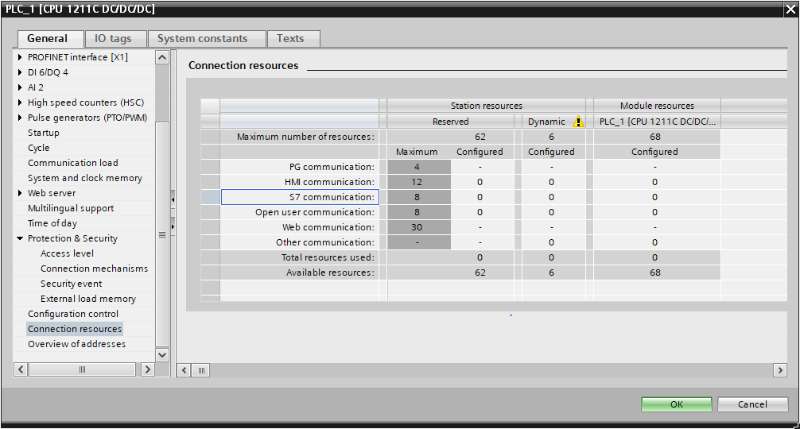 PLC_1 [CPU 1211C DC/DC/DC]
General IO tags System constants Texts
PROFINET interface [X1]
DI 6/DQ 4
AI 2
High speed counters (HSC)
Pulse generators (PTO/PWM)
Startup
Cycle
Communication load
System and clock memory
Web server
Multilingual support
Time of day
Protection & Security
Access level
Connection mechanisms
Security event
External load memory
Configuration control
Connection resources
Overview of addresses
Connection resources
Station resources Module resources
Reserved Dynamic PLC_1 [CPU 1211C DC/DC/...
Maximum number of resources: 62 6 68
Maximum Configured Configured Configured
PG communication: 4 - - -
HMI communication: 12 0 0 0
S7 communication: 8 0 0 0
Open user communication: 8 0 0 0
Web communication: 30 - - -
Other communication: - - 0 0
Total resources used: 0 0 0
Available resources: 62 6 68
OK Cancel